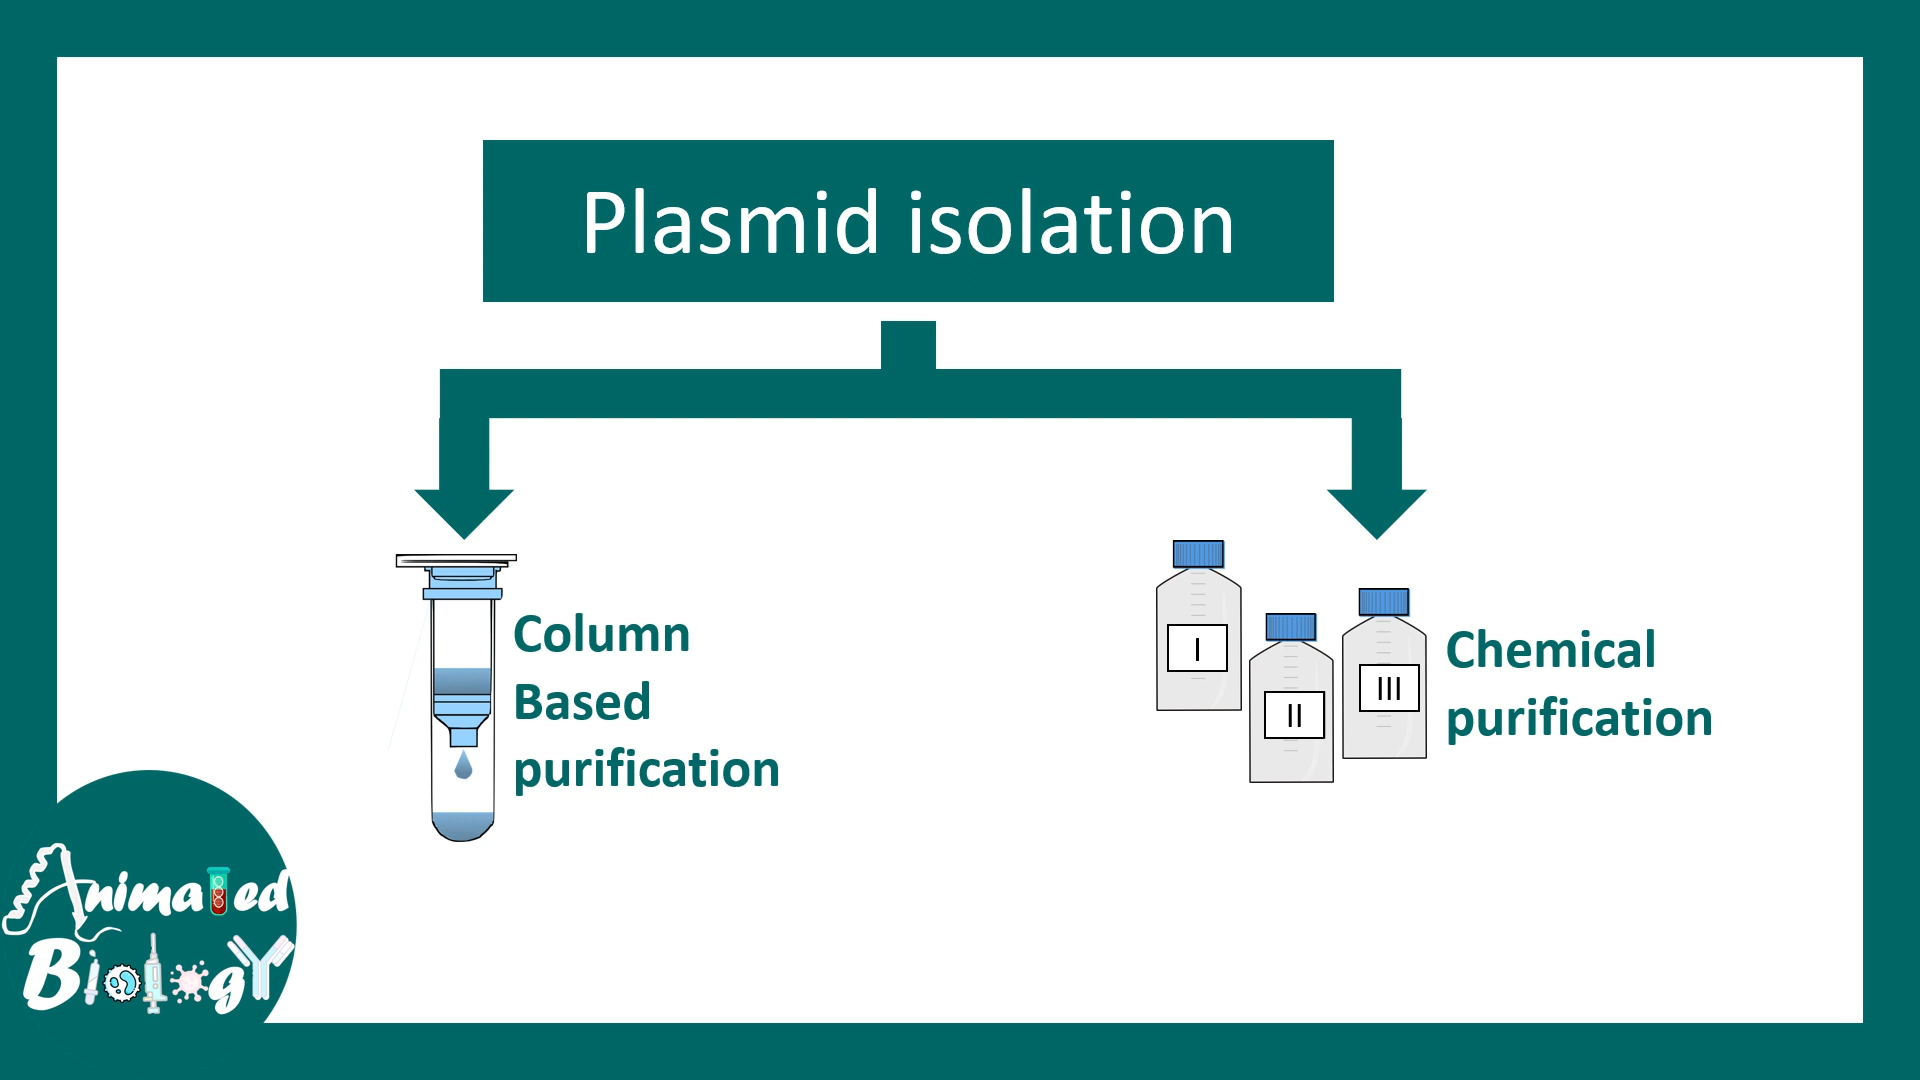 Plasmid isolation
Column
Based
purification
I
II
III
Chemical
purification
Animated
Biology